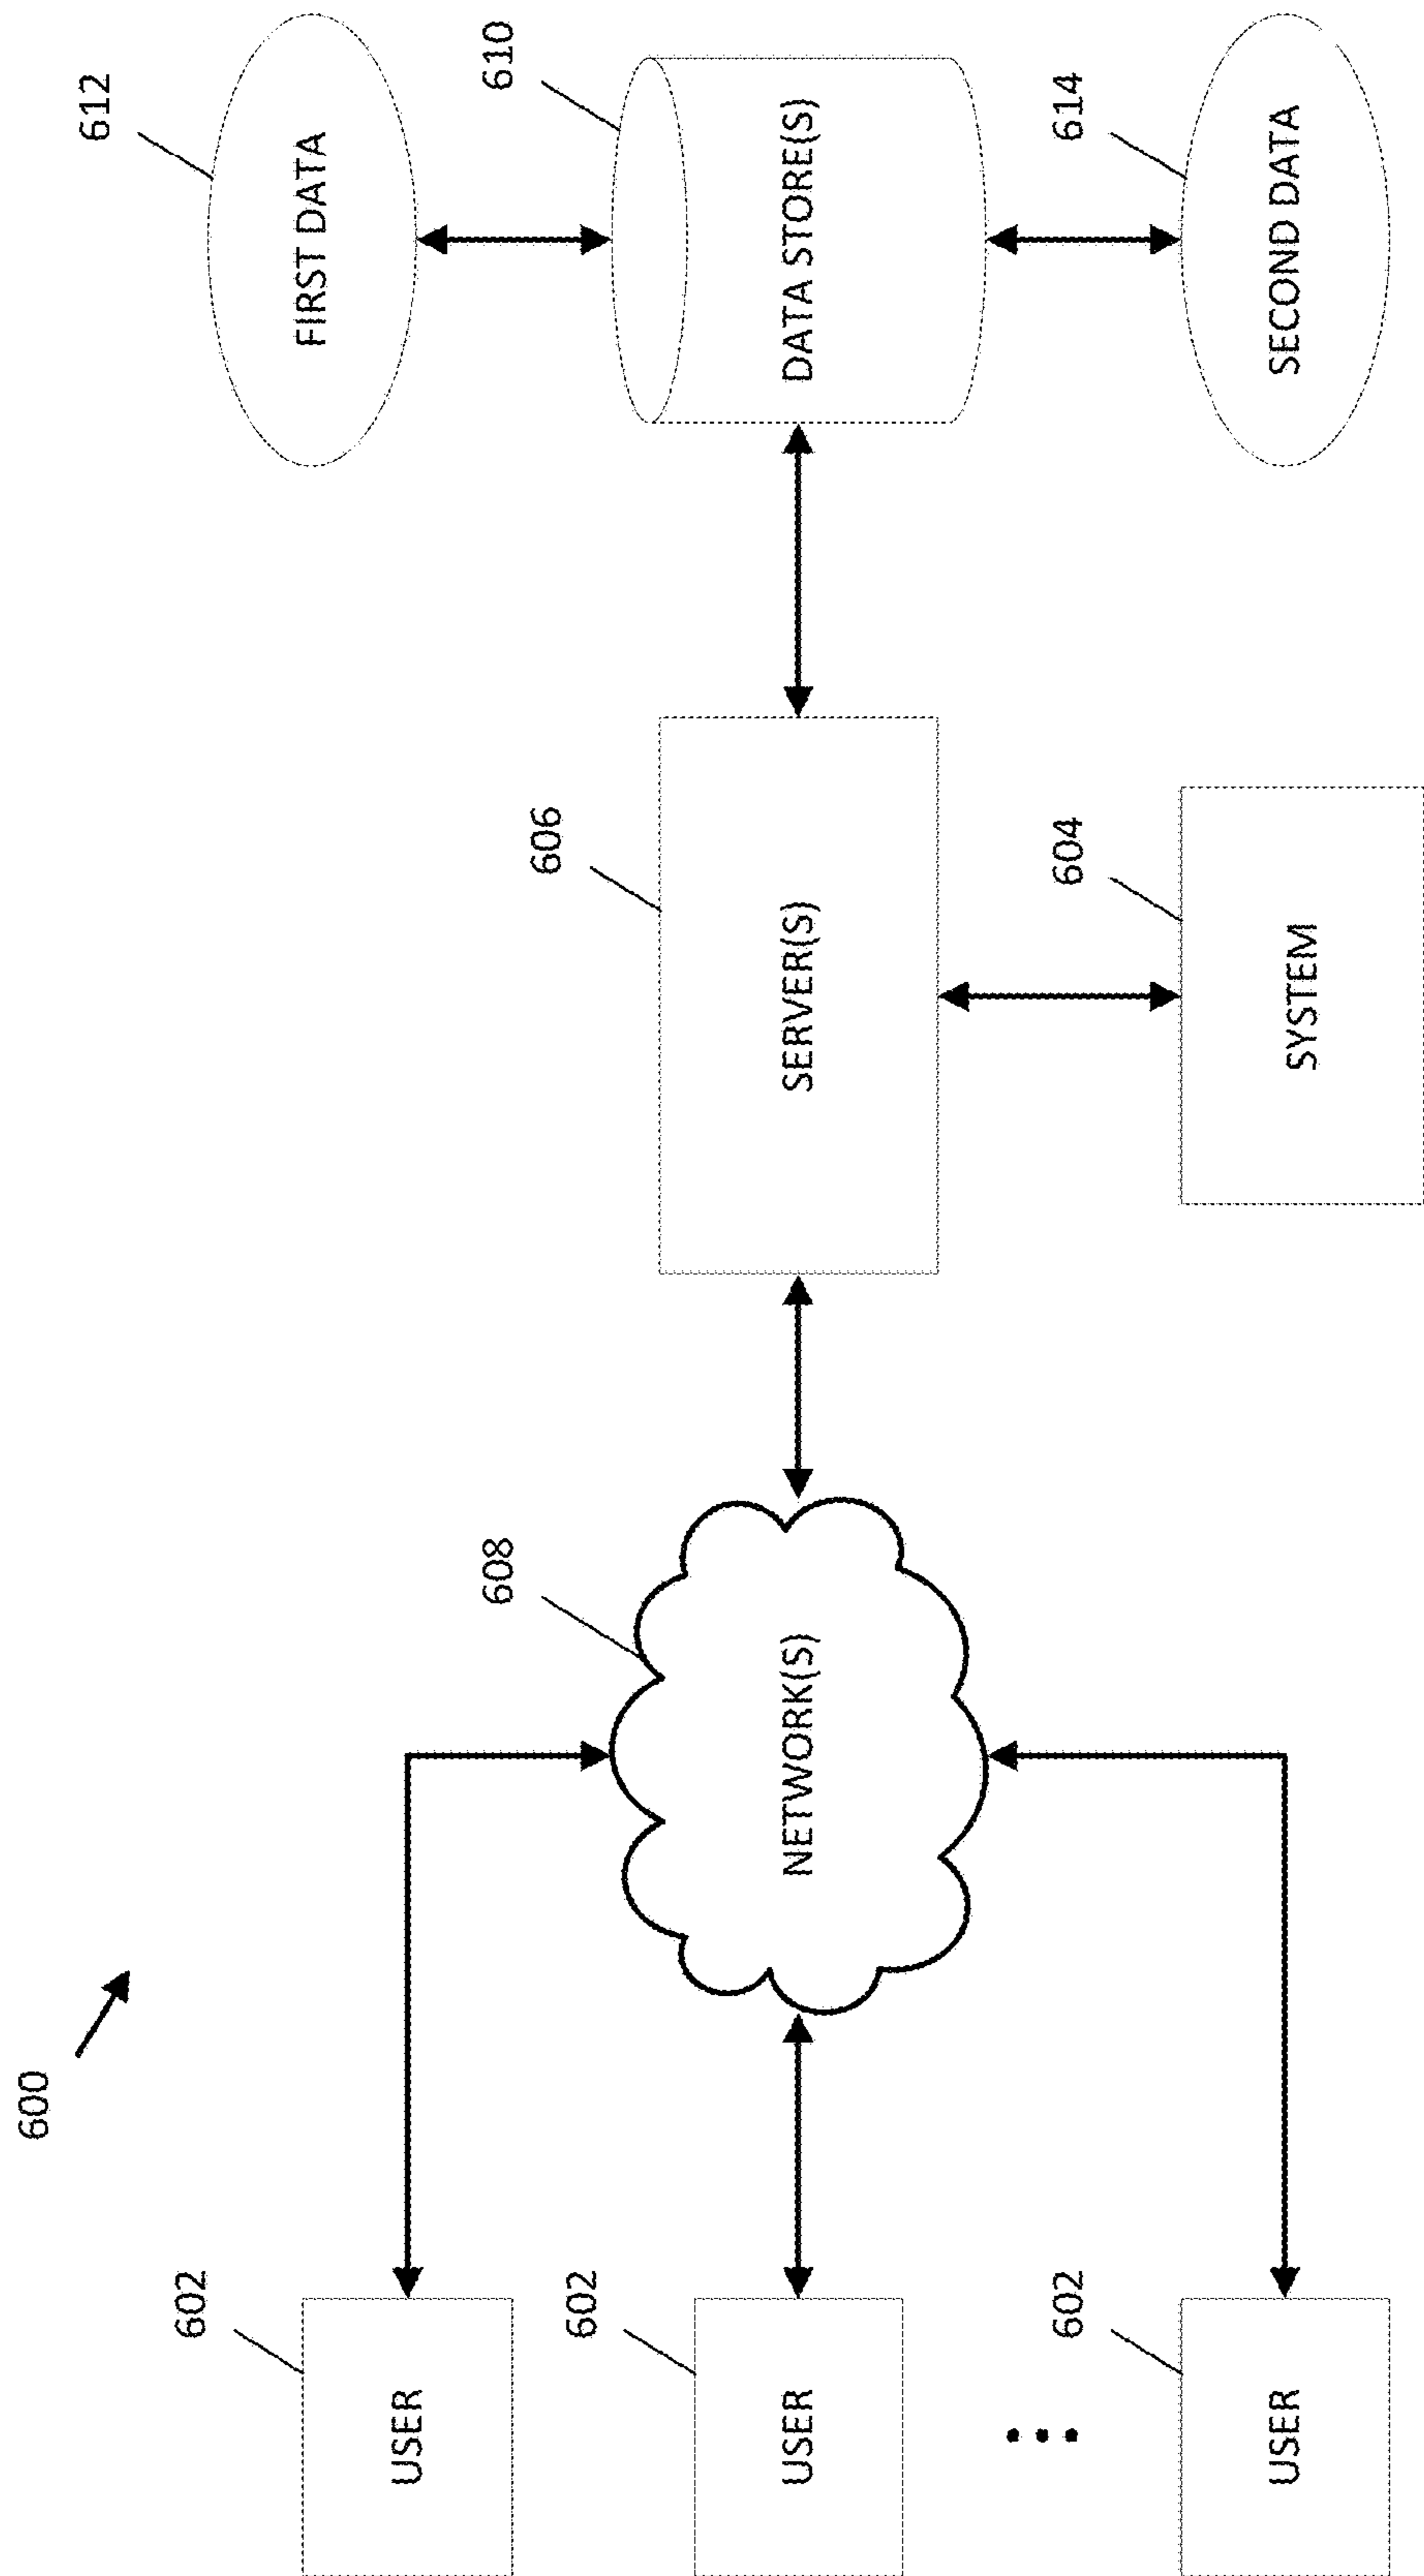 600
602
USER
602
USER
602
USER
608
NETWORK(S)
606
SERVER(S)
604
SYSTEM
612
FIRST DATA
610
DATA STORE(S)
614
SECOND DATA